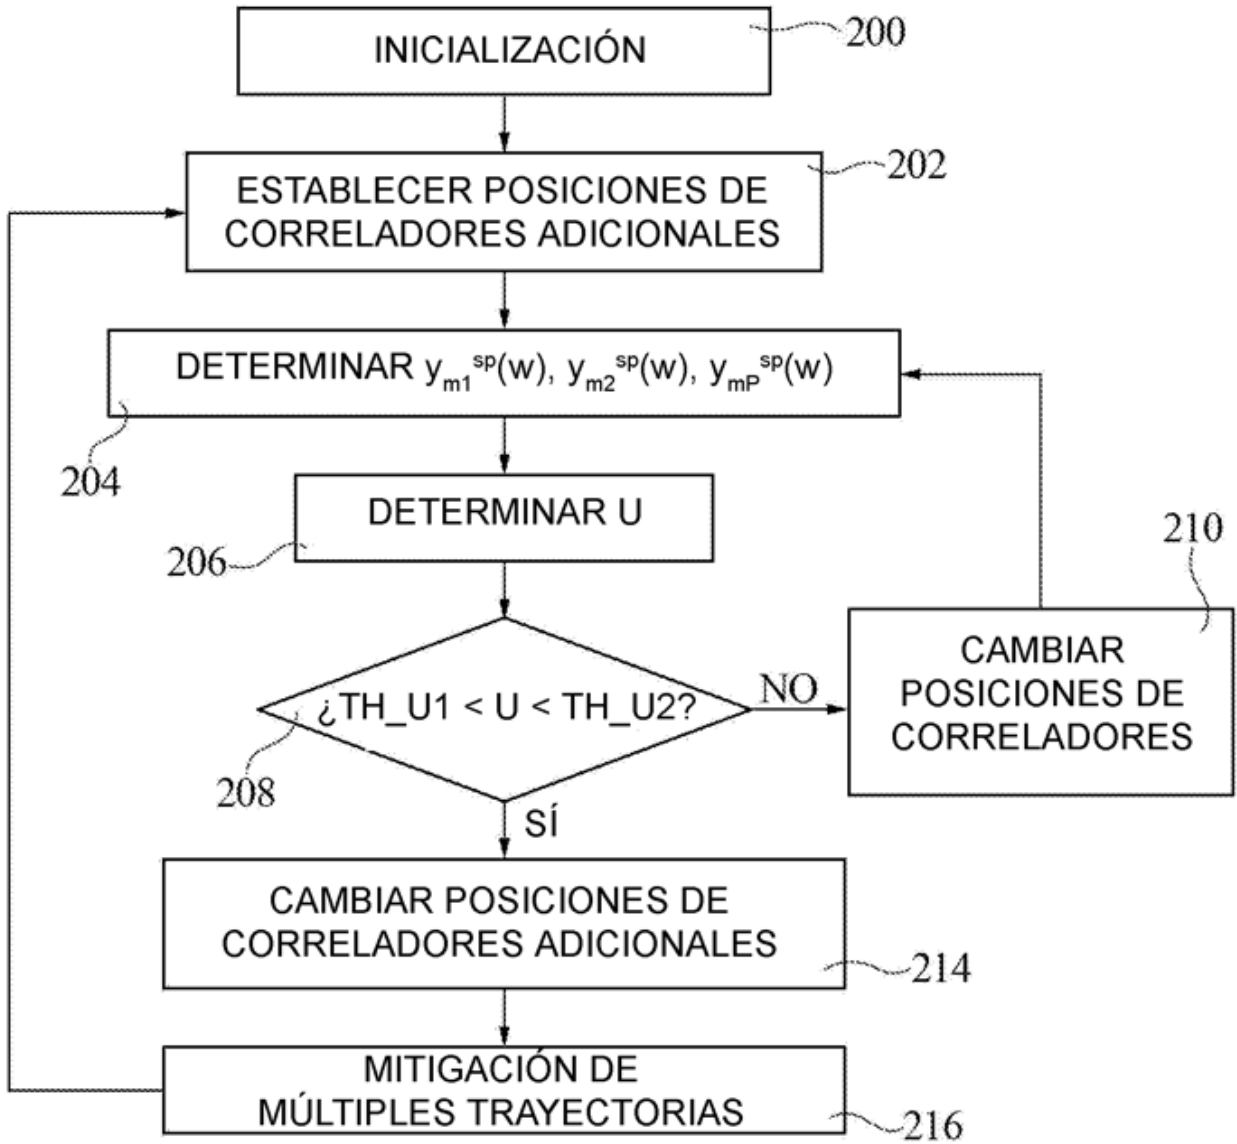 INICIALIZACIÓN
200
ESTABLECER POSICIONES DE
CORRELADORES ADICIONALES
202
DETERMINAR yₘ₁ˢᵖ(w), yₘ₂ˢᵖ(w), yₘPˢᵖ(w)
204
DETERMINAR U
206
¿TH_U1 < U < TH_U2?
208
NO
CAMBIAR
POSICIONES DE
CORRELADORES
210
SÍ
CAMBIAR POSICIONES DE
CORRELADORES ADICIONALES
214
MITIGACIÓN DE
MÚLTIPLES TRAYECTORIAS
216